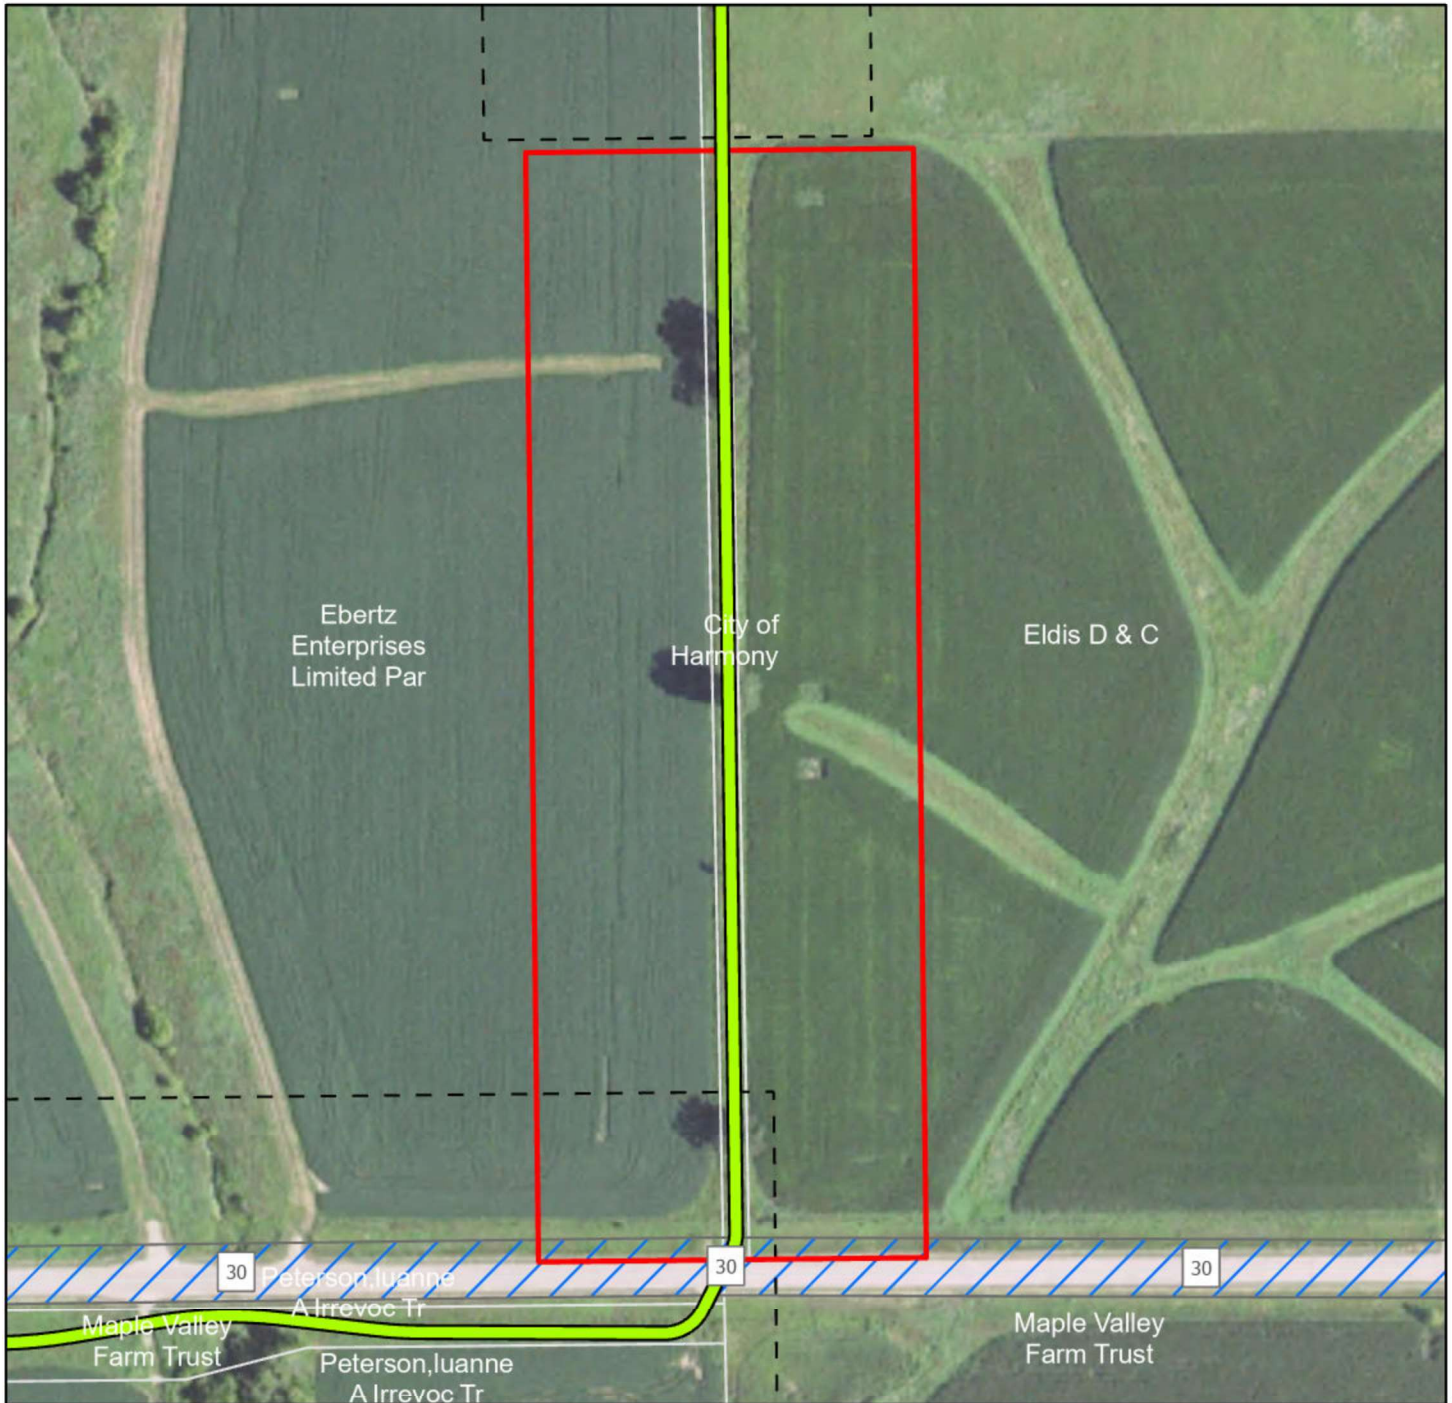 Ebertz
Enterprises
Limited Par
City of
Harmony
Eldis D & C
30
30
30
Peterson,luanne
A Irrevoc Tr
Maple Valley
Farm Trust
Peterson,luanne
A Irrevoc Tr
Maple Valley
Farm Trust